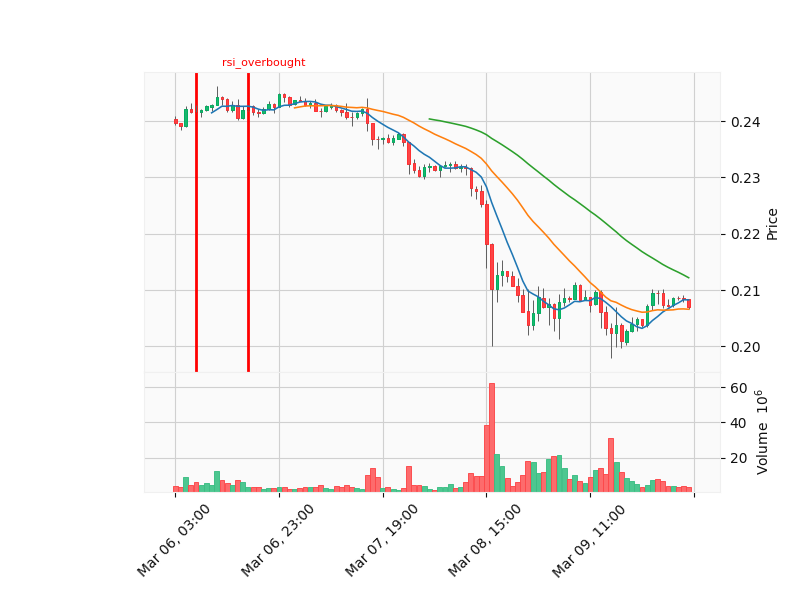 rsi_overbought
0.24
0.23
0.22
0.21
0.20
Price
60
40
20
Volume 10^6
Mar 06, 03:00
Mar 06, 23:00
Mar 07, 19:00
Mar 08, 15:00
Mar 09, 11:00